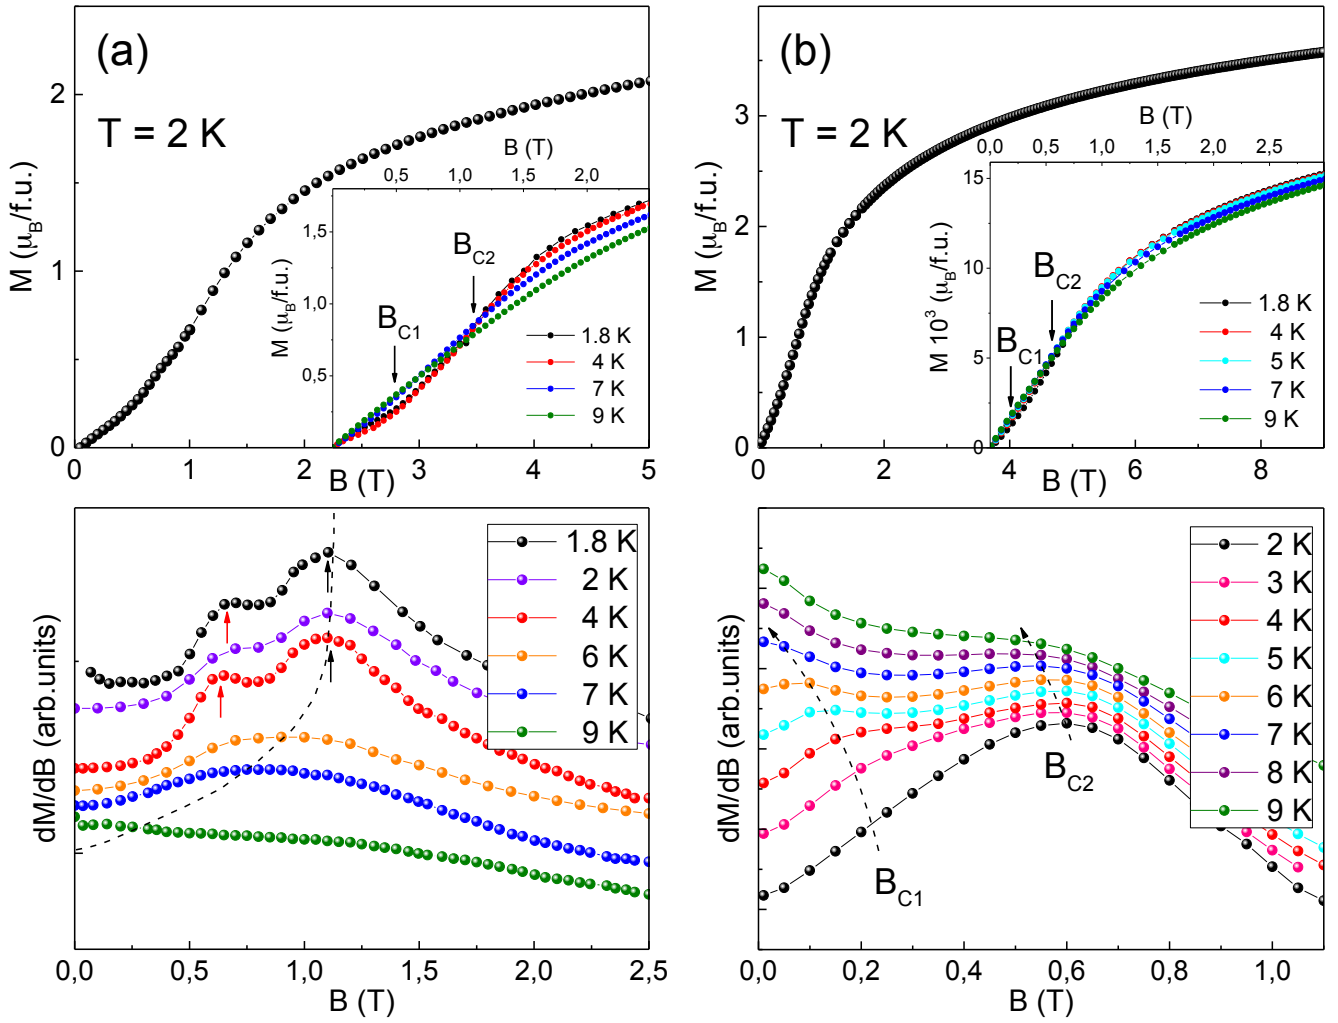 (a)
T = 2 K
M (μB/f.u.)
2
1
0
0
1
2
3
4
5
B (T)
B (T)
0,5
1,0
1,5
2,0
M (μB/f.u.)
1,5
1,0
0,5
BC1
BC2
1.8 K
4 K
7 K
9 K
(b)
T = 2 K
M (μB/f.u.)
3
2
1
0
0
2
4
6
8
B (T)
B (T)
0,0
0,5
1,0
1,5
2,0
2,5
M 10³ (μB/f.u.)
15
10
5
0
BC1
BC2
1.8 K
4 K
5 K
7 K
9 K
dM/dB (arb.units)
1.8 K
2 K
4 K
6 K
7 K
9 K
0,0
0,5
1,0
1,5
2,0
2,5
B (T)
dM/dB (arb.units)
BC1
BC2
2 K
3 K
4 K
5 K
6 K
7 K
8 K
9 K
0,0
0,2
0,4
0,6
0,8
1,0
B (T)